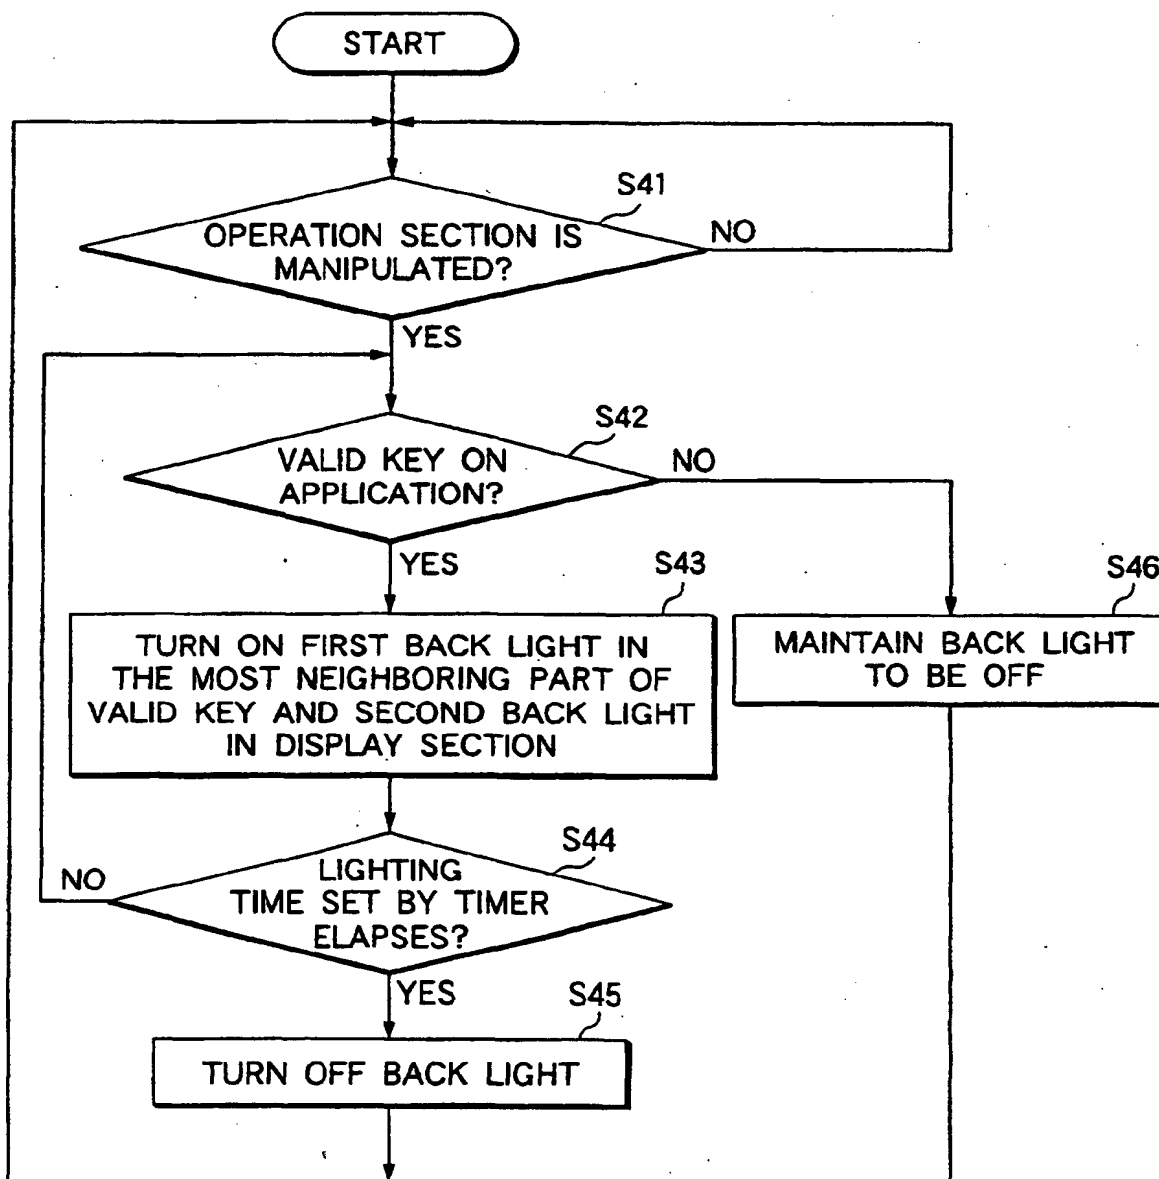 START
S41
OPERATION SECTION IS
MANIPULATED?
NO
YES
S42
VALID KEY ON
APPLICATION?
NO
YES
S43
TURN ON FIRST BACK LIGHT IN
THE MOST NEIGHBORING PART OF
VALID KEY AND SECOND BACK LIGHT
IN DISPLAY SECTION
S46
MAINTAIN BACK LIGHT
TO BE OFF
S44
LIGHTING
TIME SET BY TIMER
ELAPSES?
NO
YES
S45
TURN OFF BACK LIGHT